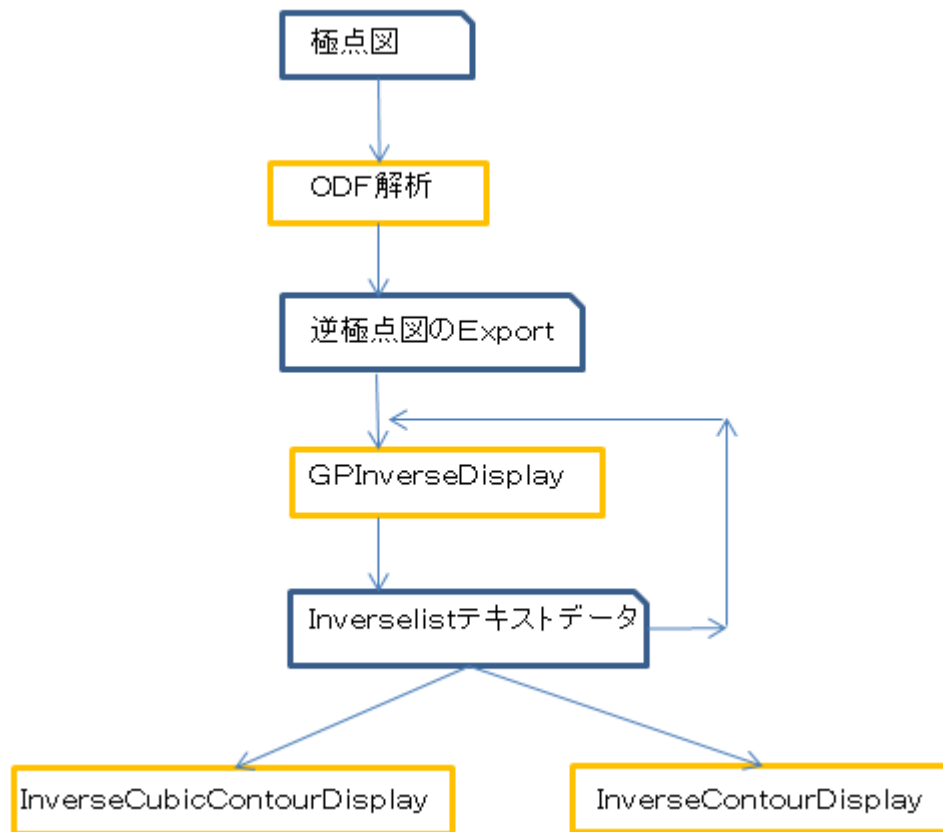 極点図
ODF解析
逆極点図のExport
GPInverseDisplay
Inverselistテキストデータ
InverseCubicContourDisplay
InverseContourDisplay